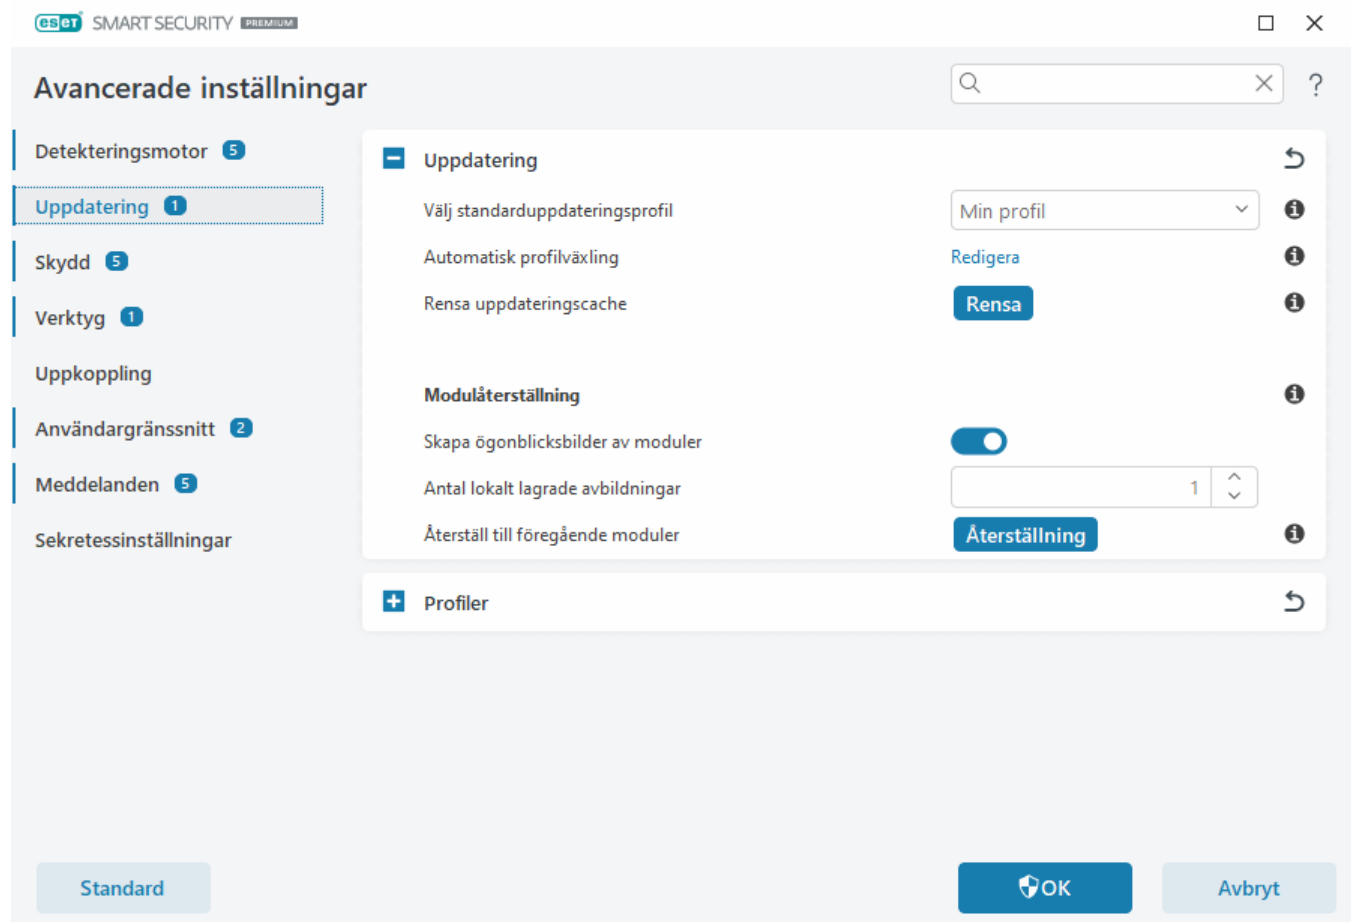 eset SMART SECURITY PREMIUM
Avancerade inställningar
?
Detekteringsmotor 5
Uppdatering 1
Skydd 5
Verktyg 1
Uppkoppling
Användargränssnitt 2
Meddelanden 5
Sekretessinställningar
Uppdatering
Välj standarduppdateringsprofil
Min profil
Automatisk profilväxling
Redigera
Rensa uppdateringscache
Rensa
Modulåterställning
Skapa ögonblicksbilder av moduler
Antal lokalt lagrade avbildningar
1
Återställ till föregående moduler
Återställning
Profiler
Standard
OK
Avbryt